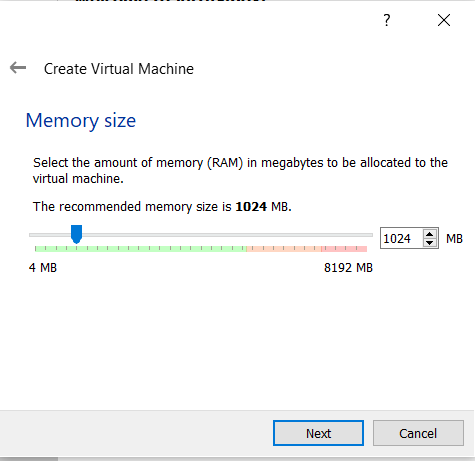 ?
Create Virtual Machine
Memory size
Select the amount of memory (RAM) in megabytes to be allocated to the
virtual machine.
The recommended memory size is 1024 MB.
1024 MB
4 MB 8192 MB
Next Cancel